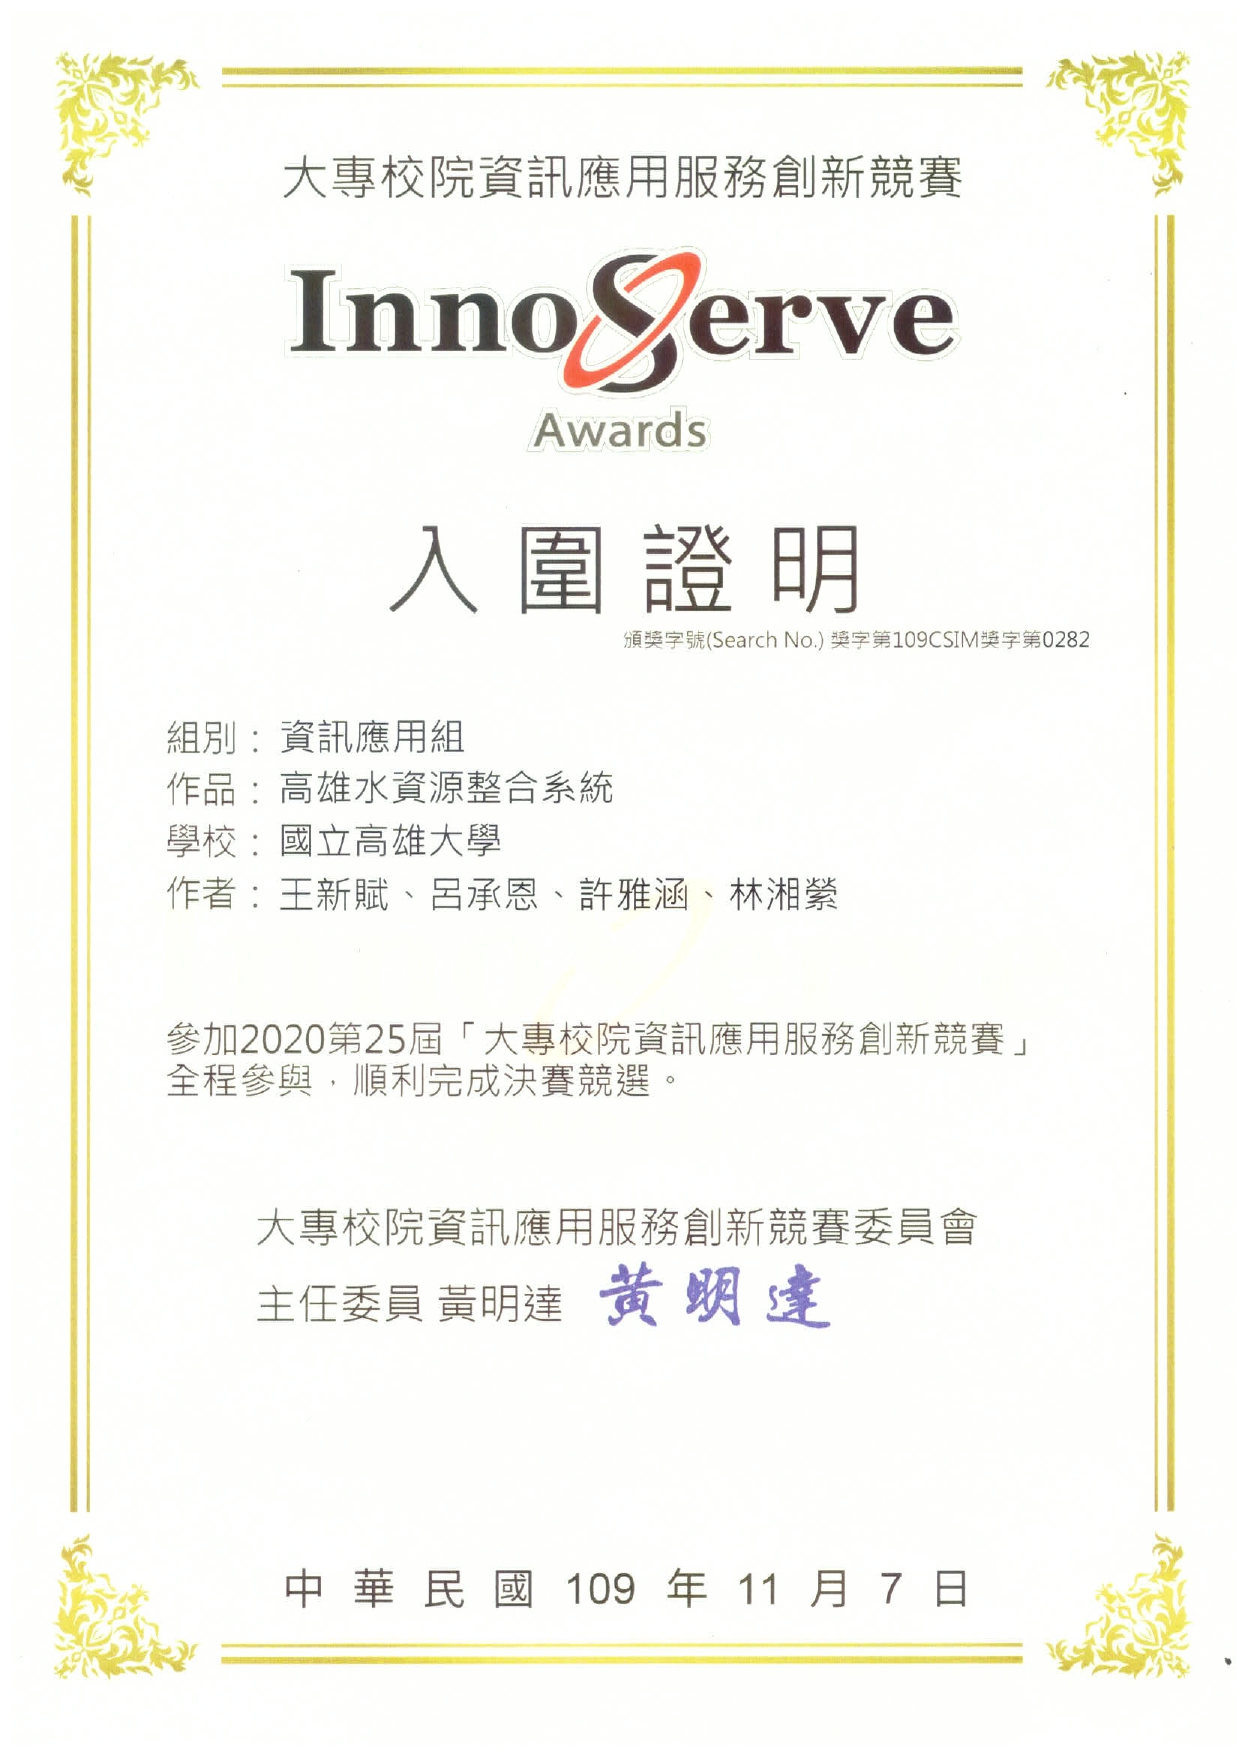 大專校院資訊應用服務創新競賽
InnoServe
Awards
入圍證明
頒獎字號(Search No.) 獎字第109CSIM獎字第0282
組別：資訊應用組
作品：高雄水資源整合系統
學校：國立高雄大學
作者：王新賦、呂承恩、許雅涵、林湘縈
參加2020第25屆「大專校院資訊應用服務創新競賽」
全程參與，順利完成決賽競選。
大專校院資訊應用服務創新競賽委員會
主任委員 黃明達 黃明達
中華民國 109 年 11 月 7 日